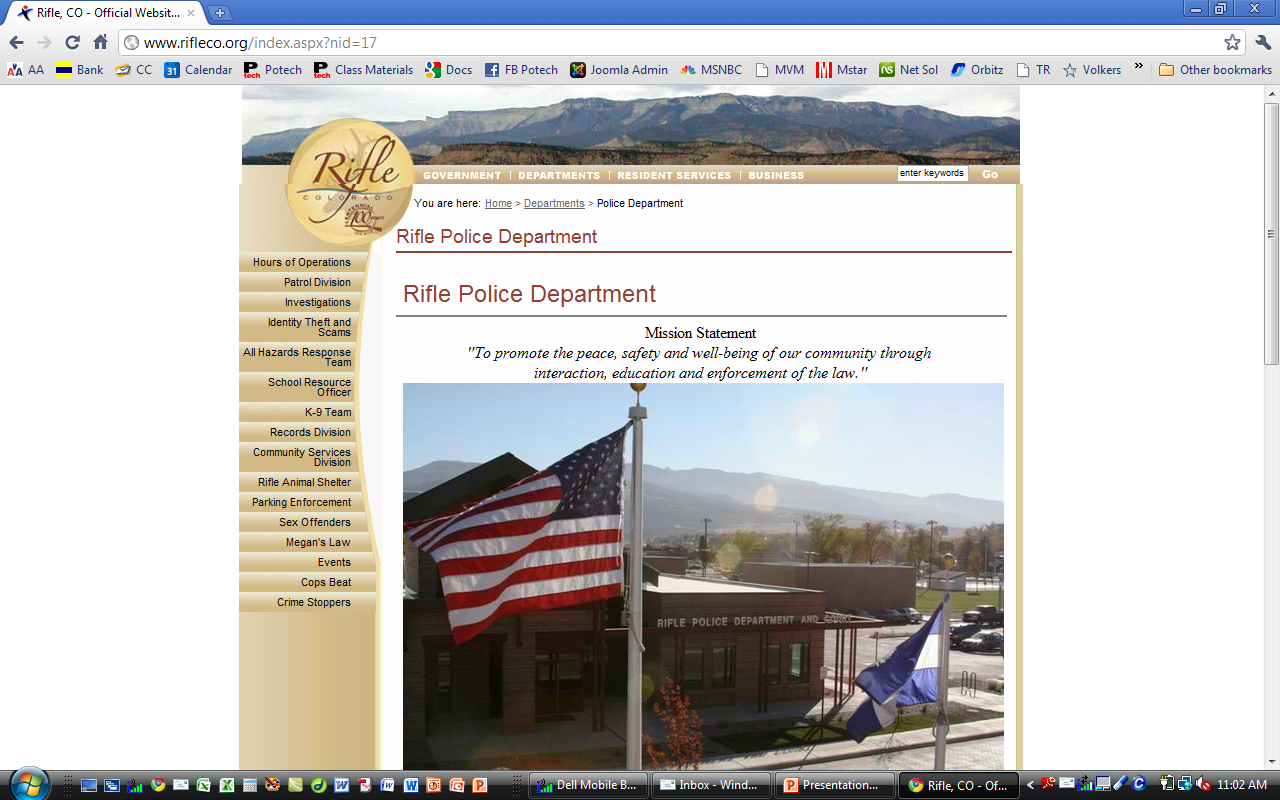 Rifle, CO - Official Websit...
www.rifleco.org/index.aspx?nid=17
AA Bank CC Calendar Potech Class Materials Docs FB Potech Joomla Admin MSNBC MVM Mstar Net Sol Orbitz TR Volkers » Other bookmarks
Rifle
COLORADO
CENTENNIAL
100 years
GOVERNMENT | DEPARTMENTS | RESIDENT SERVICES | BUSINESS
enter keywords Go
You are here: Home > Departments > Police Department
Rifle Police Department
Hours of Operations
Patrol Division
Investigations
Identity Theft and
Scams
All Hazards Response
Team
School Resource
Officer
K-9 Team
Records Division
Community Services
Division
Rifle Animal Shelter
Parking Enforcement
Sex Offenders
Megan's Law
Events
Cops Beat
Crime Stoppers
Rifle Police Department
Mission Statement
"To promote the peace, safety and well-being of our community through
interaction, education and enforcement of the law."
RIFLE POLICE DEPARTMENT AND COURT
Dell Mobile B... Inbox - Wind... Presentation... Rifle, CO - Of... 11:02 AM